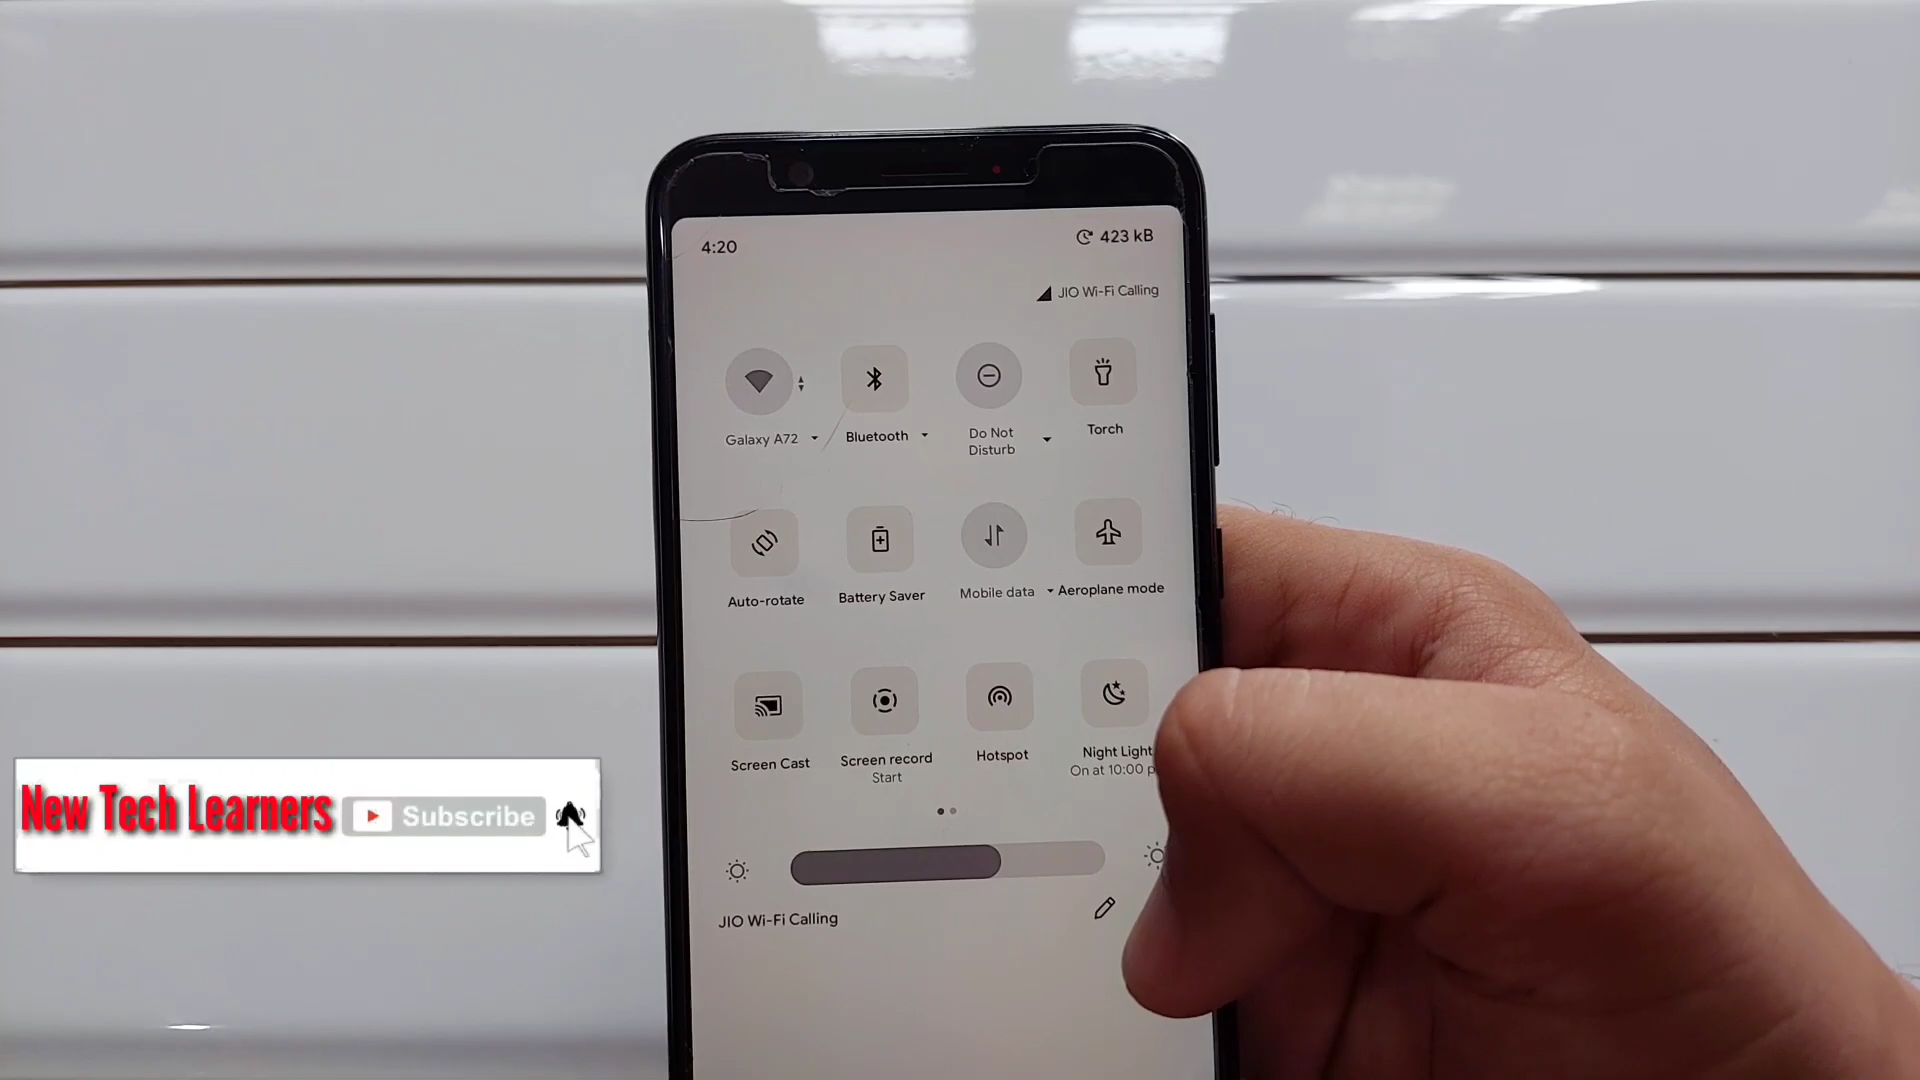 4:20
423 kB
JIO Wi-Fi Calling
Galaxy A72
Bluetooth
Do Not
Disturb
Torch
Auto-rotate
Battery Saver
Mobile data
Aeroplane mode
Screen Cast
Screen record
Start
Hotspot
Night Light
On at 10:00 p
JIO Wi-Fi Calling
New Tech Learners
Subscribe